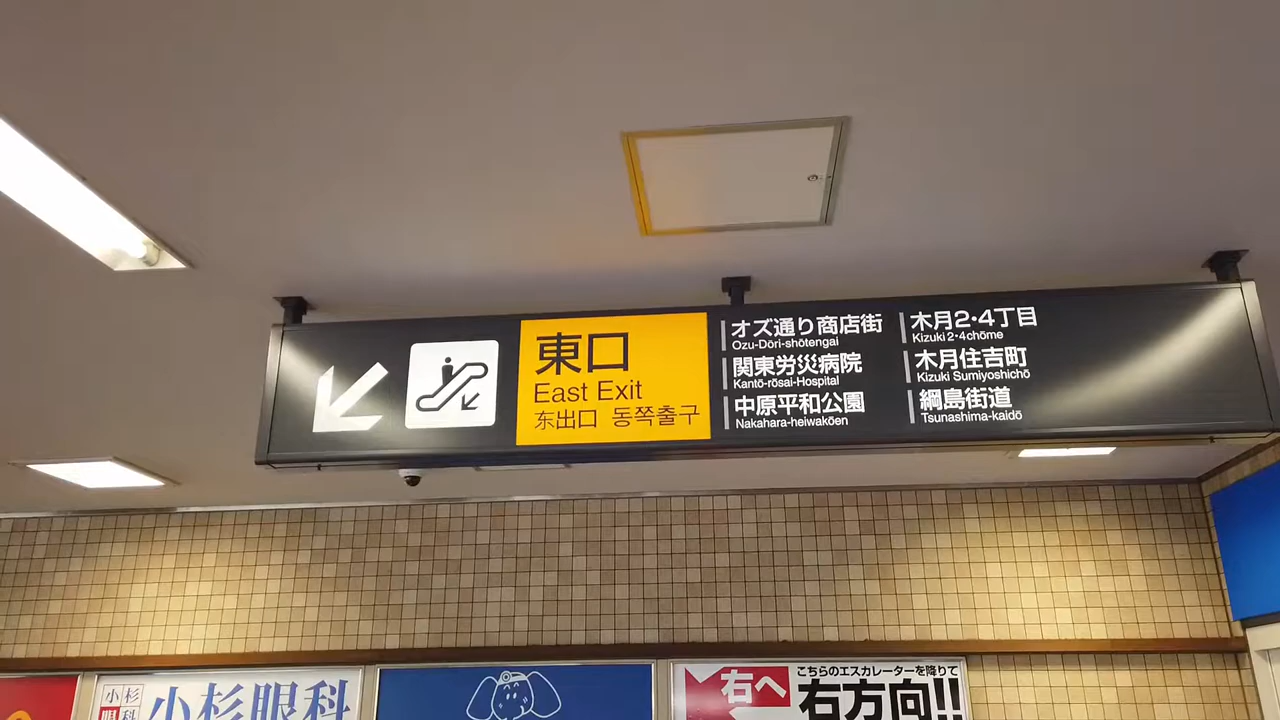 東口
East Exit
东出口 동쪽출구
オズ通り商店街
Ozu-Dōri-shōtengai
関東労災病院
Kantō-rōsai-Hospital
中原平和公園
Nakahara-heiwakōen
木月2・4丁目
Kizuki 2・4chōme
木月住吉町
Kizuki Sumiyoshichō
綱島街道
Tsunashima-kaidō
小杉
眼科
小杉眼科
右へ
こちらのエスカレーターを降りて
右方向!!